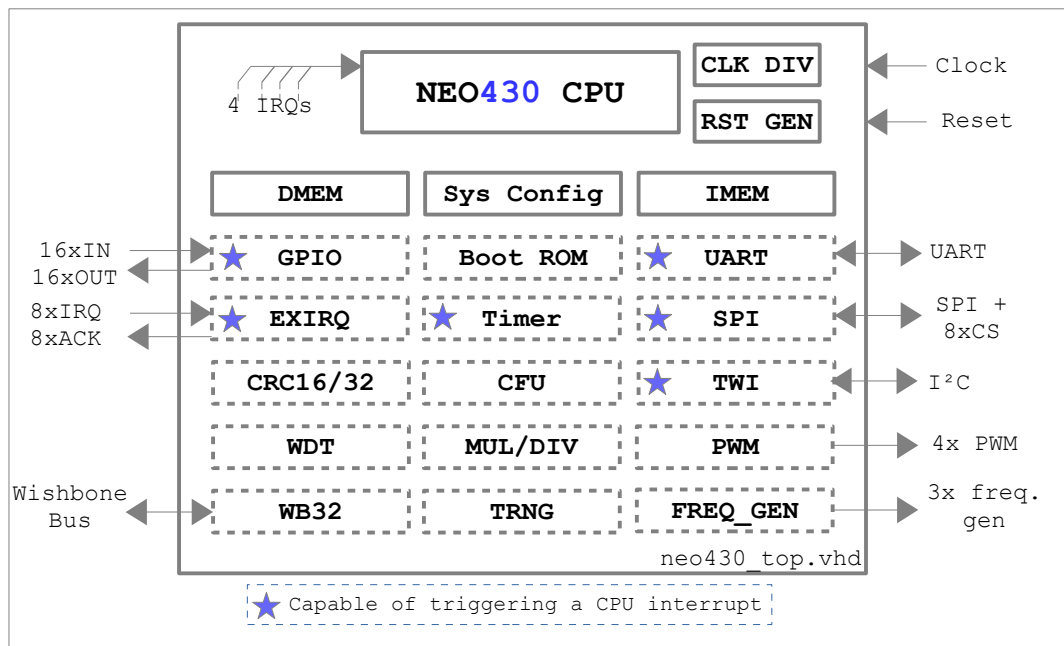 4 IRQs
NEO430 CPU
CLK DIV
Clock
RST GEN
Reset
DMEM
Sys Config
IMEM
16xIN
16xOUT
GPIO
Boot ROM
UART
UART
8xIRQ
8xACK
EXIRQ
Timer
SPI
SPI +
8xCS
CRC16/32
CFU
TWI
I²C
WDT
MUL/DIV
PWM
4x PWM
Wishbone
Bus
WB32
TRNG
FREQ_GEN
3x freq.
gen
neo430_top.vhd
Capable of triggering a CPU interrupt